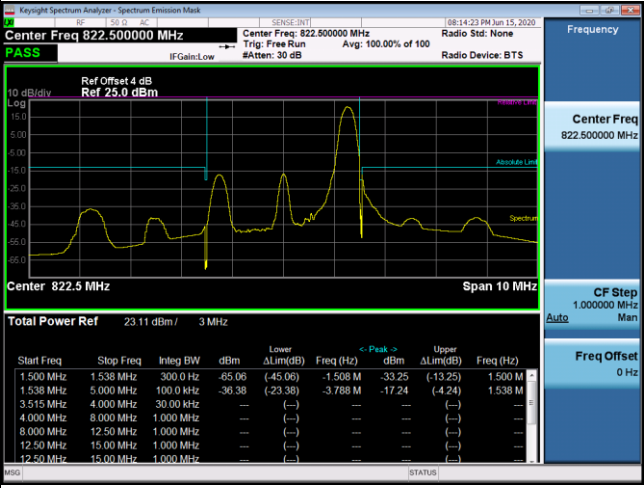 Keysight Spectrum Analyzer - Spectrum Emission Mask
RF 50 Ω AC SENSE:INT 08:14:23 PM Jun 15, 2020
Center Freq 822.500000 MHz
Center Freq: 822.500000 MHz
Radio Std: None
Trig: Free Run Avg: 100.00% of 100
PASS
IFGain:Low
#Atten: 30 dB
Radio Device: BTS
Ref Offset 4 dB
10 dB/div Ref 25.0 dBm
Log
Relative Limit
15.0
5.00
-5.00
Absolute Limit
-15.0
-25.0
-35.0
Spectrum
-45.0
-55.0
-65.0
Center 822.5 MHz
Span 10 MHz
Total Power Ref 23.11 dBm / 3 MHz
Lower <- Peak -> Upper
Start Freq Stop Freq Integ BW dBm ΔLim(dB) Freq (Hz) dBm ΔLim(dB) Freq (Hz)
1.500 MHz 1.538 MHz 300.0 Hz -65.06 (-45.06) -1.508 M -33.25 (-13.25) 1.500 M
1.538 MHz 5.000 MHz 100.0 kHz -36.38 (-23.38) -3.788 M -17.24 (-4.24) 1.538 M
3.515 MHz 4.000 MHz 30.00 kHz --- (---) --- --- (---) ---
4.000 MHz 8.000 MHz 1.000 MHz --- (---) --- --- (---) ---
8.000 MHz 12.50 MHz 1.000 MHz --- (---) --- --- (---) ---
12.50 MHz 15.00 MHz 1.000 MHz --- (---) --- --- (---) ---
12.50 MHz 15.00 MHz 1.000 MHz --- (---) --- --- (---) ---
MSG
STATUS
Frequency
Center Freq
822.500000 MHz
CF Step
1.000000 MHz
Auto Man
Freq Offset
0 Hz